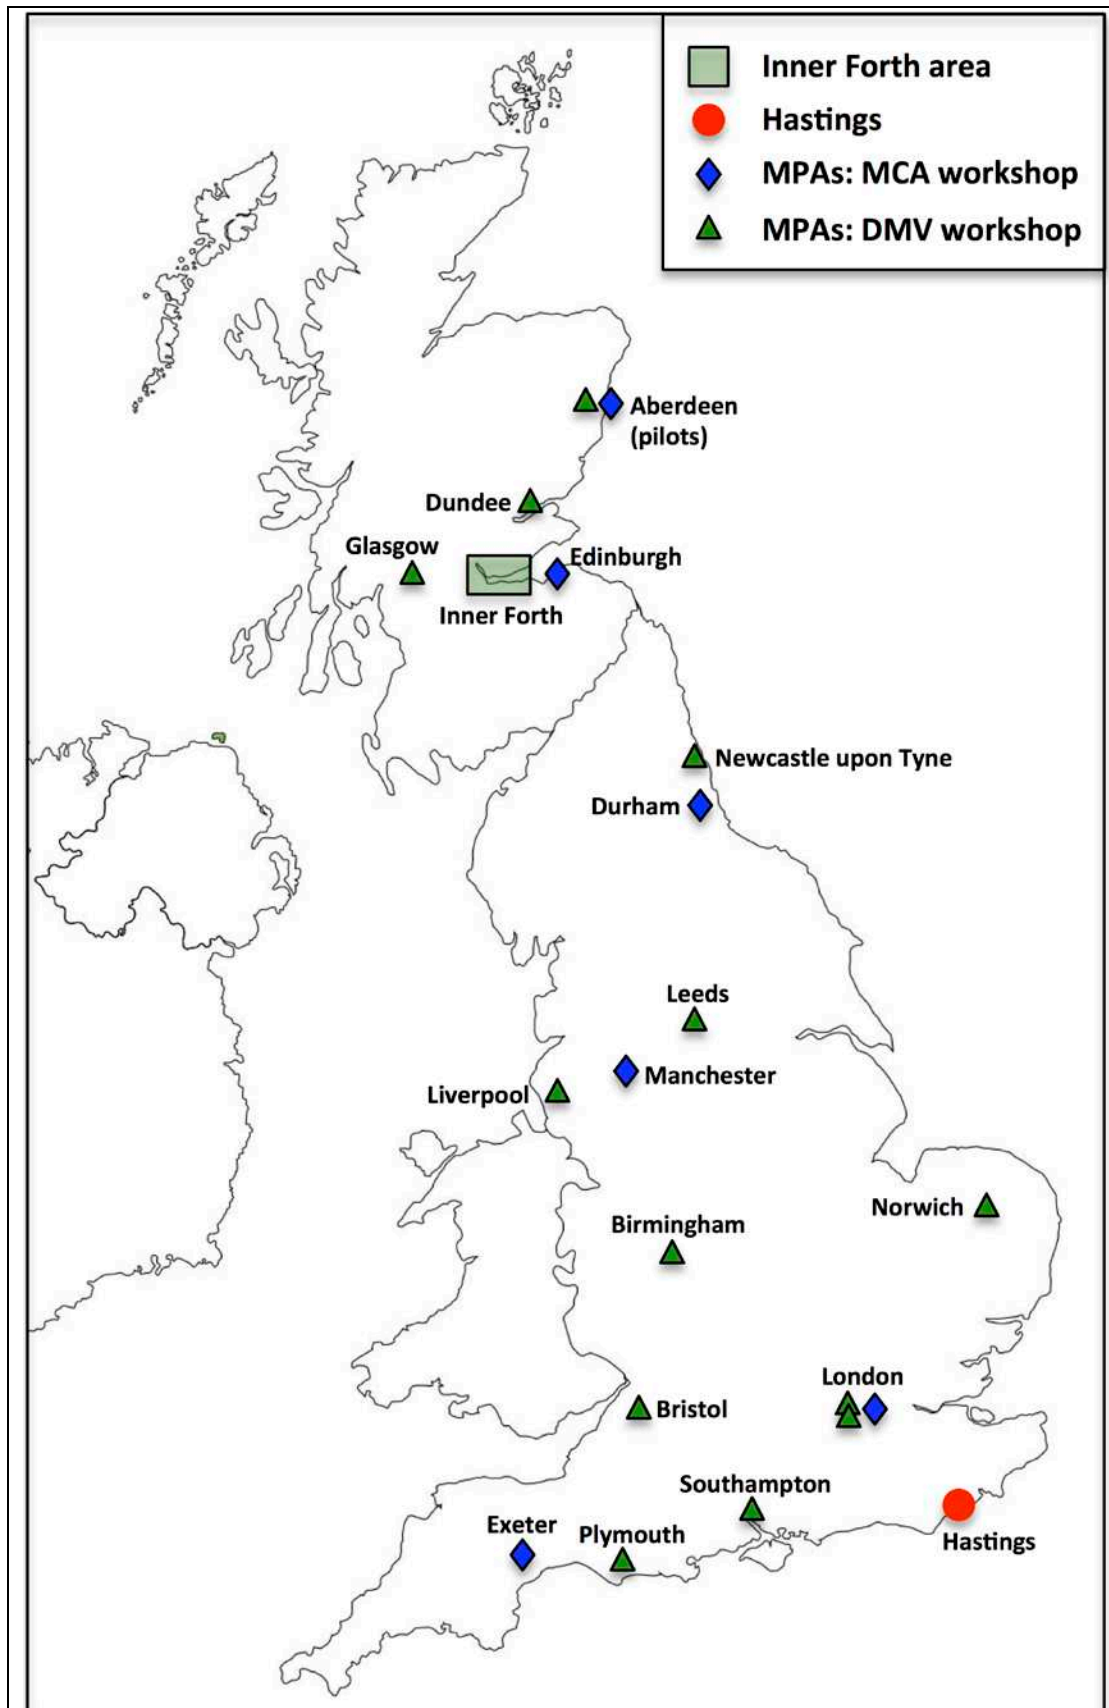 Inner Forth area
Hastings
MPAs: MCA workshop
MPAs: DMV workshop
Aberdeen
(pilots)
Dundee
Glasgow
Edinburgh
Inner Forth
Newcastle upon Tyne
Durham
Leeds
Manchester
Liverpool
Norwich
Birmingham
London
Bristol
Southampton
Exeter
Plymouth
Hastings